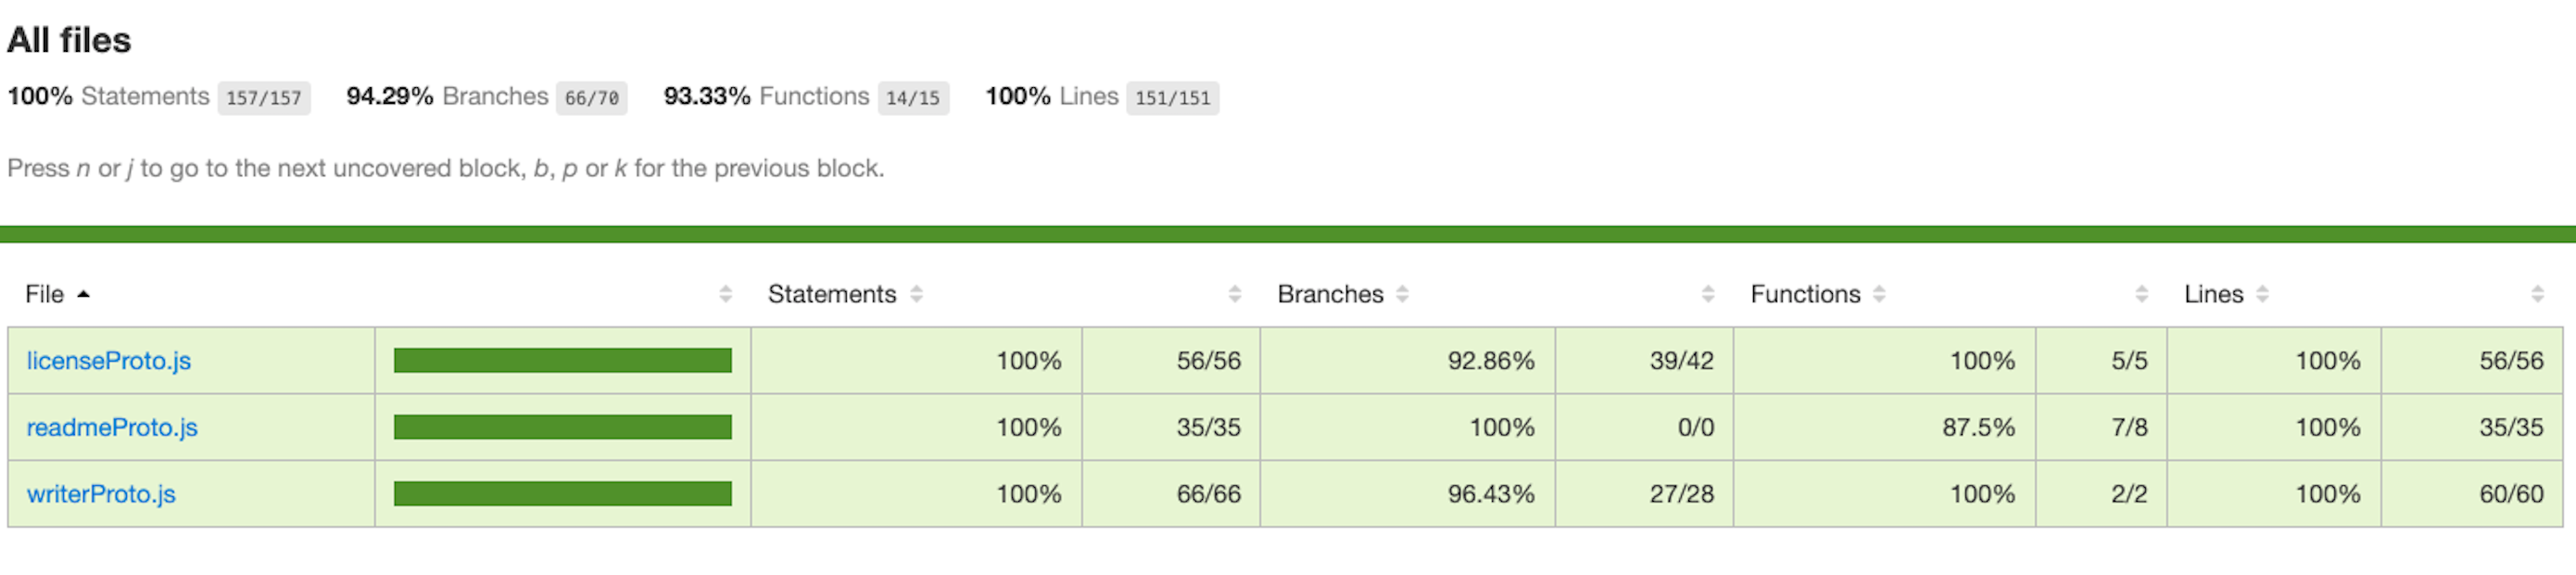 All files
100% Statements 157/157 94.29% Branches 66/70 93.33% Functions 14/15 100% Lines 151/151
Press n or j to go to the next uncovered block, b, p or k for the previous block.
File Statements Branches Functions Lines
licenseProto.js 100% 56/56 92.86% 39/42 100% 5/5 100% 56/56
readmeProto.js 100% 35/35 100% 0/0 87.5% 7/8 100% 35/35
writerProto.js 100% 66/66 96.43% 27/28 100% 2/2 100% 60/60